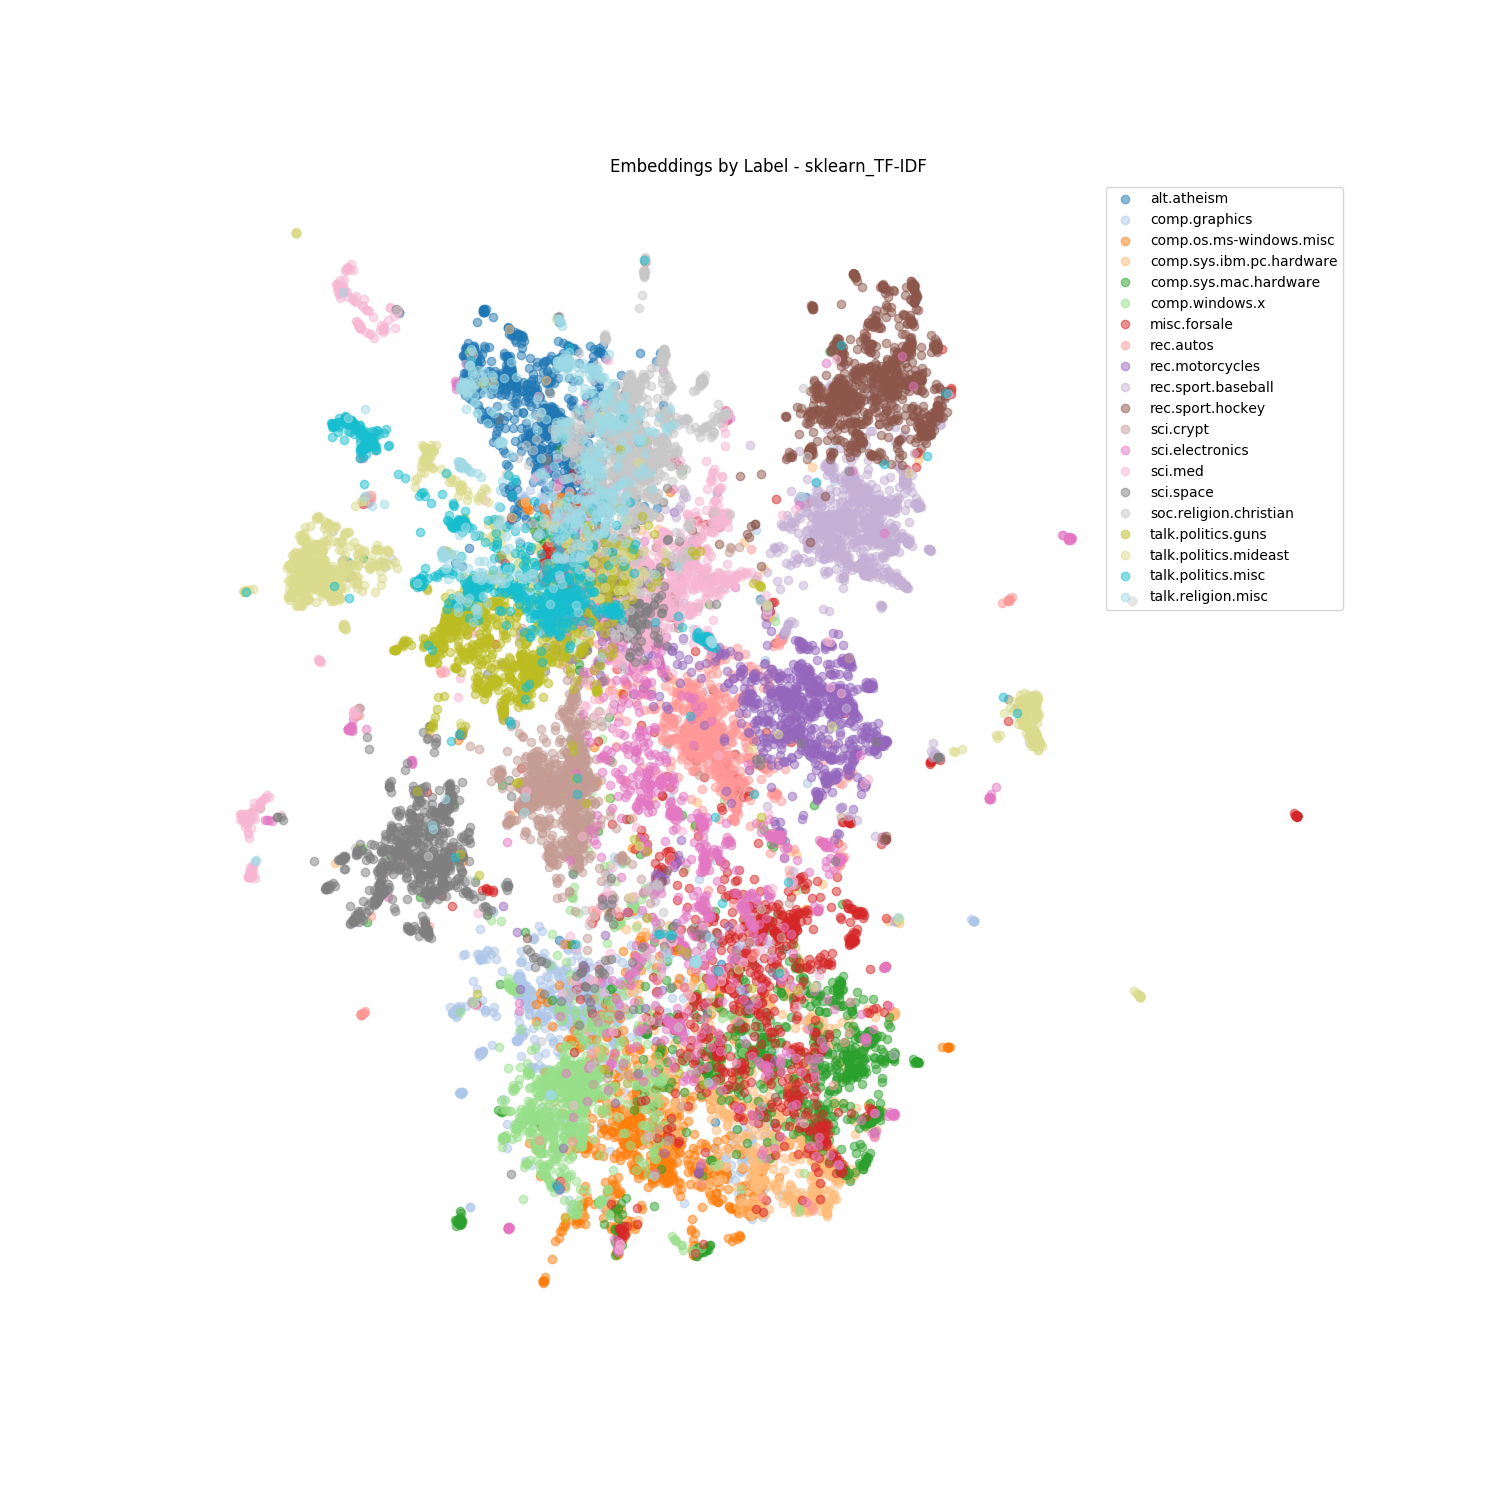 Embeddings by Label - sklearn_TF-IDF
alt.atheism
comp.graphics
comp.os.ms-windows.misc
comp.sys.ibm.pc.hardware
comp.sys.mac.hardware
comp.windows.x
misc.forsale
rec.autos
rec.motorcycles
rec.sport.baseball
rec.sport.hockey
sci.crypt
sci.electronics
sci.med
sci.space
soc.religion.christian
talk.politics.guns
talk.politics.mideast
talk.politics.misc
talk.religion.misc